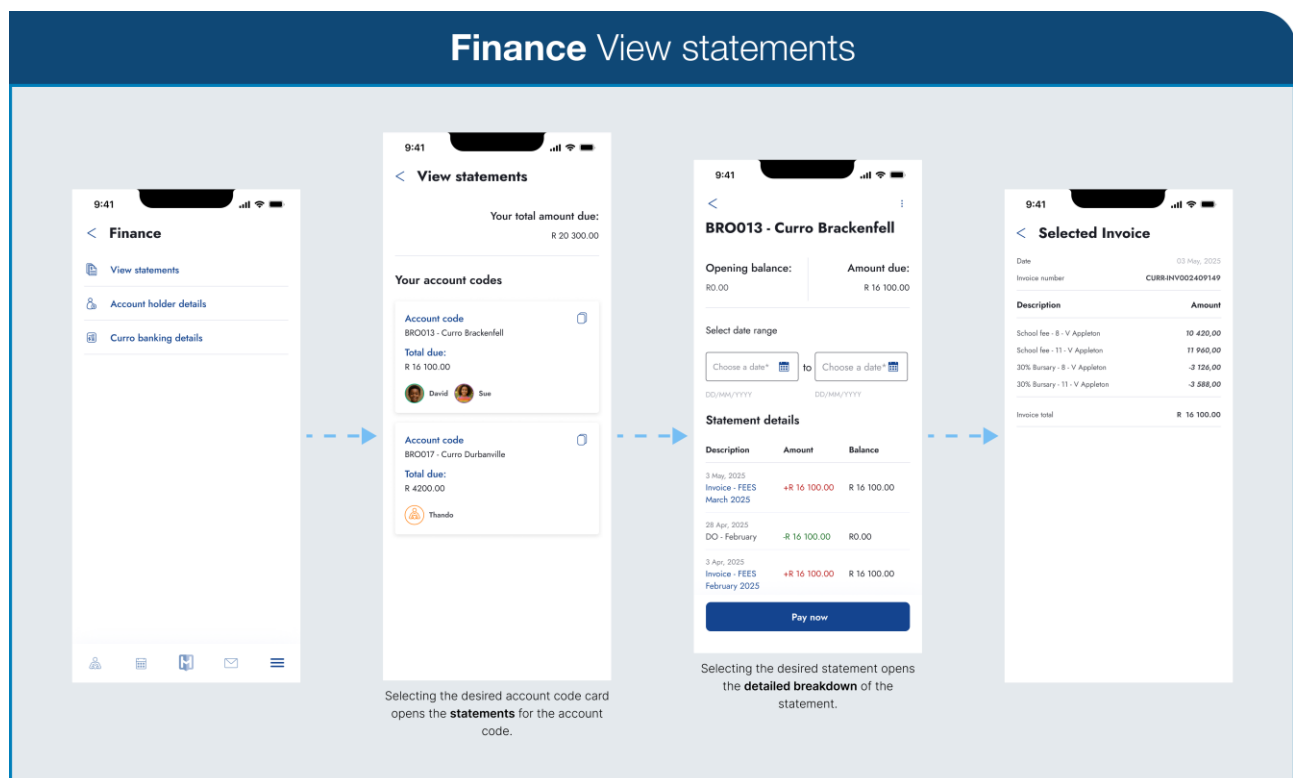 Finance View statements
9:41
Finance
View statements
Account holder details
Curro banking details
9:41
View statements
Your total amount due:
R 20 300.00
Your account codes
Account code
BRO013 - Curro Brackenfell
Total due:
R 16 100.00
David Sue
Account code
BRO017 - Curro Durbanville
Total due:
R 4200.00
Thando
Selecting the desired account code card
opens the statements for the account
code.
9:41
BRO013 - Curro Brackenfell
Opening balance: Amount due:
R0.00 R 16 100.00
Select date range
Choose a date* to Choose a date*
DD/MM/YYYY DD/MM/YYYY
Statement details
Description Amount Balance
3 May, 2025
Invoice - FEES +R 16 100.00 R 16 100.00
March 2025
28 Apr, 2025
DO - February -R 16 100.00 R0.00
3 Apr, 2025
Invoice - FEES +R 16 100.00 R 16 100.00
February 2025
Pay now
Selecting the desired statement opens
the detailed breakdown of the
statement.
9:41
Selected Invoice
Date 03 May, 2025
Invoice number CURR-INV002409149
Description Amount
School fee - 8 - V Appleton 10 420,00
School fee - 11 - V Appleton 11 960,00
30% Bursary - 8 - V Appleton -3 126,00
30% Bursary - 11 - V Appleton -3 588,00
Invoice total R 16 100.00